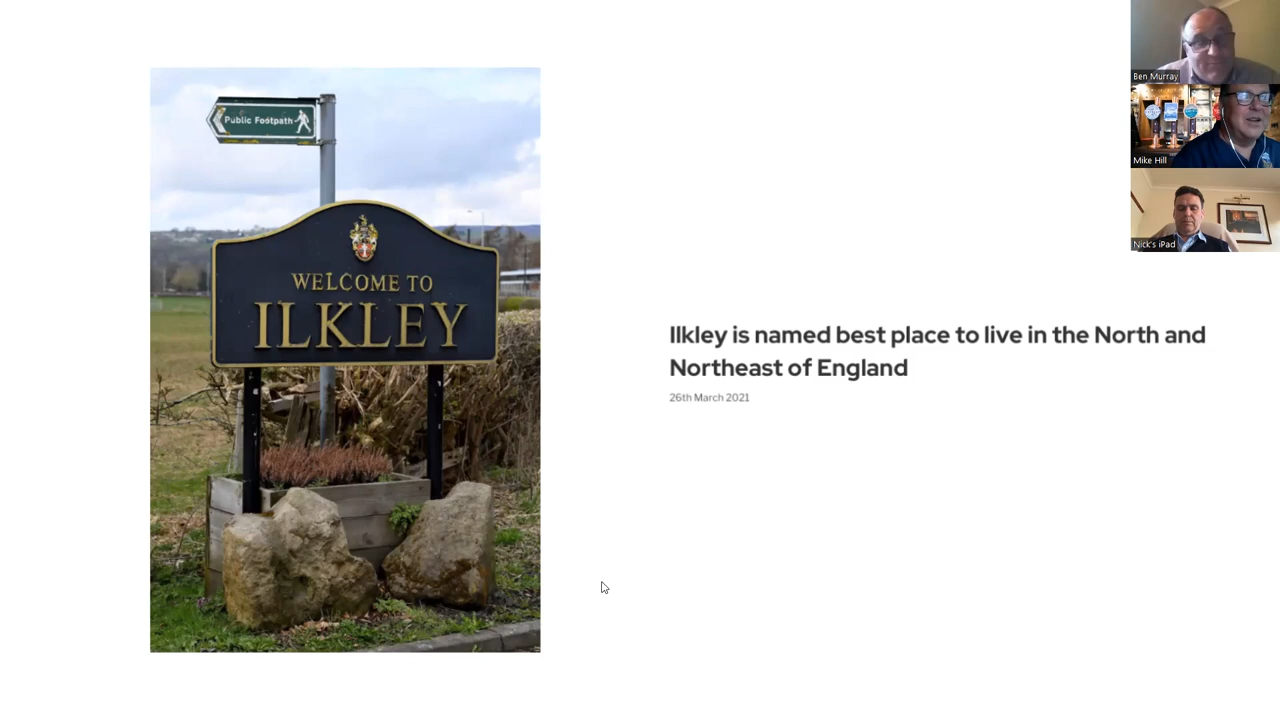 Public Footpath
WELCOME TO
ILKLEY
Ilkley is named best place to live in the North and
Northeast of England
26th March 2021
Ben Murray
Mike Hill
Nick's iPad